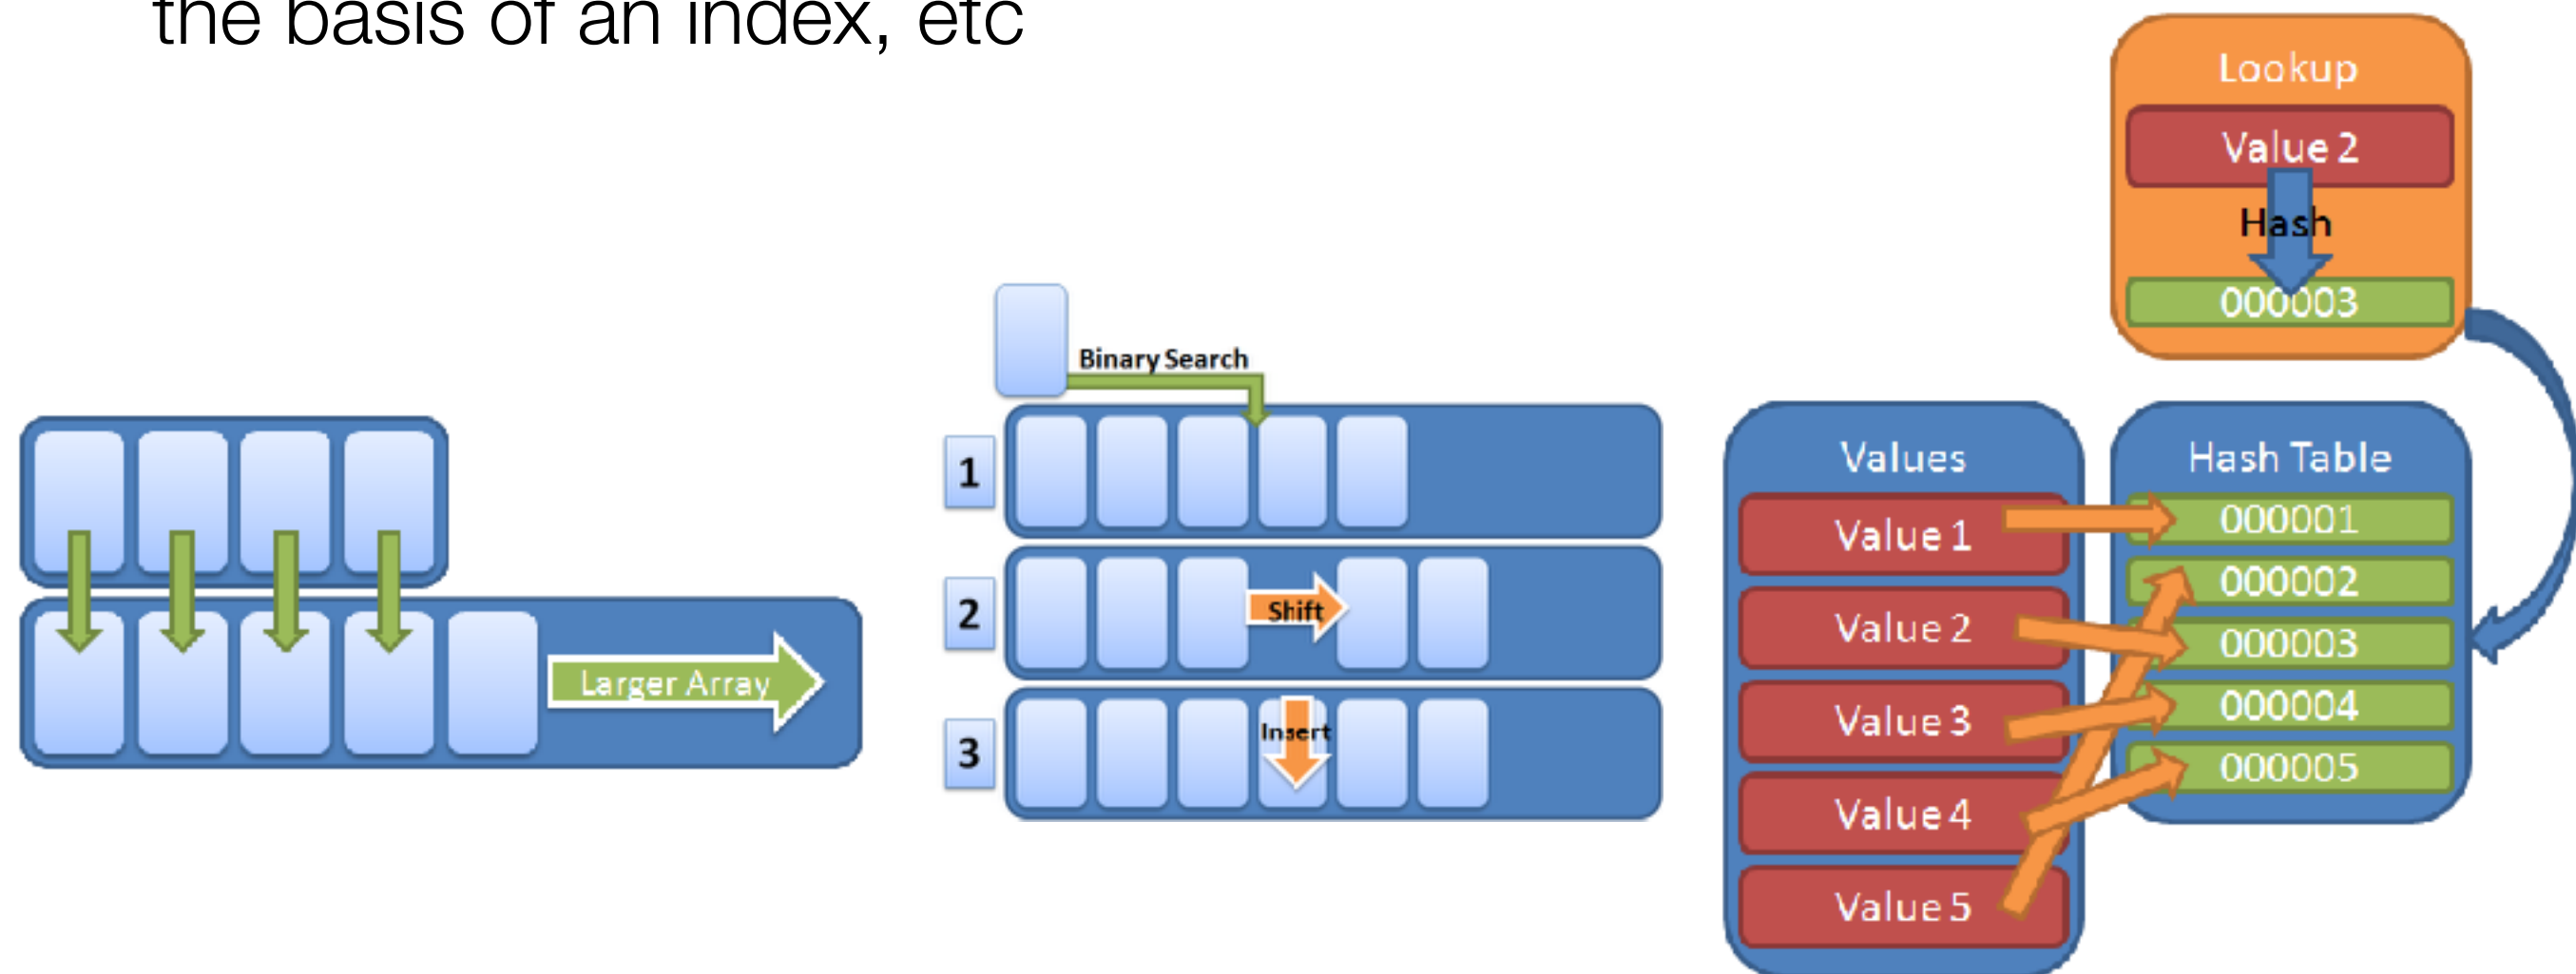 the basis of an index, etc
Larger Array
Binary Search
1
2
Shift
3
Insert
Lookup
Value 2
Hash
000003
Values
Value 1
Value 2
Value 3
Value 4
Value 5
Hash Table
000001
000002
000003
000004
000005